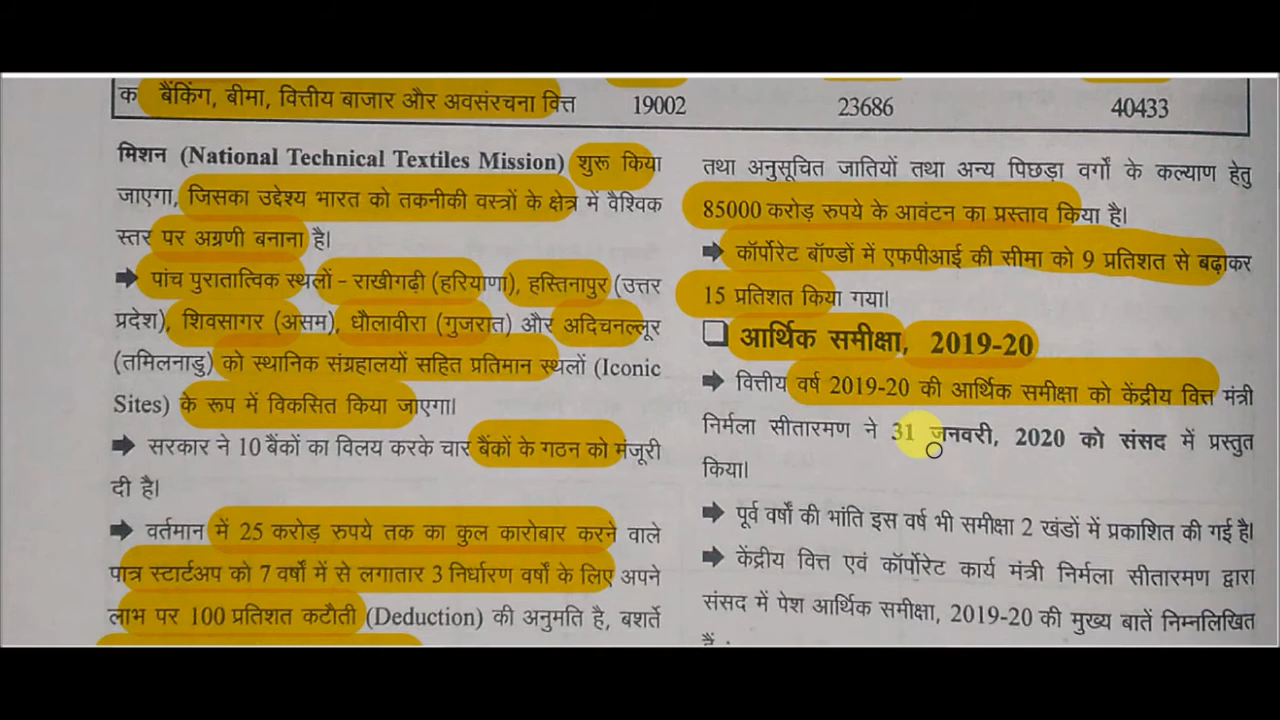 क बैंकिंग, बीमा, वित्तीय बाजार और अवसंरचना वित्त 19002 23686 40433
मिशन (National Technical Textiles Mission) शुरू किया
जाएगा, जिसका उद्देश्य भारत को तकनीकी वस्त्रों के क्षेत्र में वैश्विक
स्तर पर अग्रणी बनाना है।
➡ पांच पुरातात्विक स्थलों - राखीगढ़ी (हरियाणा), हस्तिनापुर (उत्तर
प्रदेश), शिवसागर (असम), धौलावीरा (गुजरात) और अदिचनल्लूर
(तमिलनाडु) को स्थानिक संग्रहालयों सहित प्रतिमान स्थलों (Iconic
Sites) के रूप में विकसित किया जाएगा।
➡ सरकार ने 10 बैंकों का विलय करके चार बैंकों के गठन को मंजूरी
दी है।
➡ वर्तमान में 25 करोड़ रुपये तक का कुल कारोबार करने वाले
पात्र स्टार्टअप को 7 वर्षों में से लगातार 3 निर्धारण वर्षों के लिए अपने
लाभ पर 100 प्रतिशत कटौती (Deduction) की अनुमति है, बशर्ते
तथा अनुसूचित जातियों तथा अन्य पिछड़ा वर्गों के कल्याण हेतु
85000 करोड़ रुपये के आवंटन का प्रस्ताव किया है।
➡ कॉर्पोरेट बॉण्डों में एफपीआई की सीमा को 9 प्रतिशत से बढ़ाकर
15 प्रतिशत किया गया।
❑ आर्थिक समीक्षा, 2019-20
➡ वित्तीय वर्ष 2019-20 की आर्थिक समीक्षा को केंद्रीय वित्त मंत्री
निर्मला सीतारमण ने 31 जनवरी, 2020 को संसद में प्रस्तुत
किया।
➡ पूर्व वर्षों की भांति इस वर्ष भी समीक्षा 2 खंडों में प्रकाशित की गई है।
➡ केंद्रीय वित्त एवं कॉर्पोरेट कार्य मंत्री निर्मला सीतारमण द्वारा
संसद में पेश आर्थिक समीक्षा, 2019-20 की मुख्य बातें निम्नलिखित